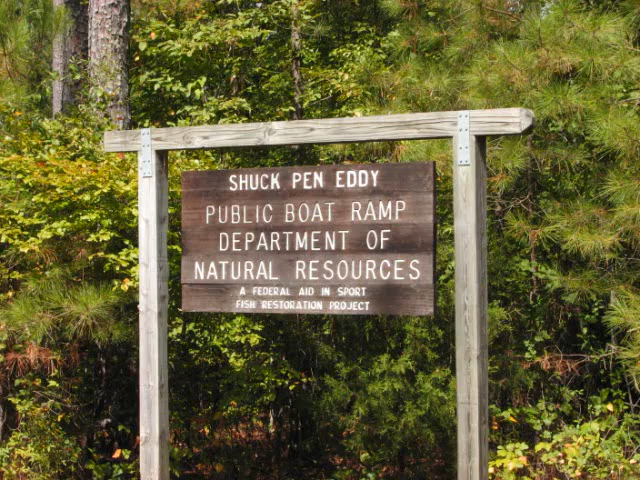 SHUCK PEN EDDY
PUBLIC BOAT RAMP
DEPARTMENT OF
NATURAL RESOURCES
A FEDERAL AID IN SPORT
FISH RESTORATION PROJECT